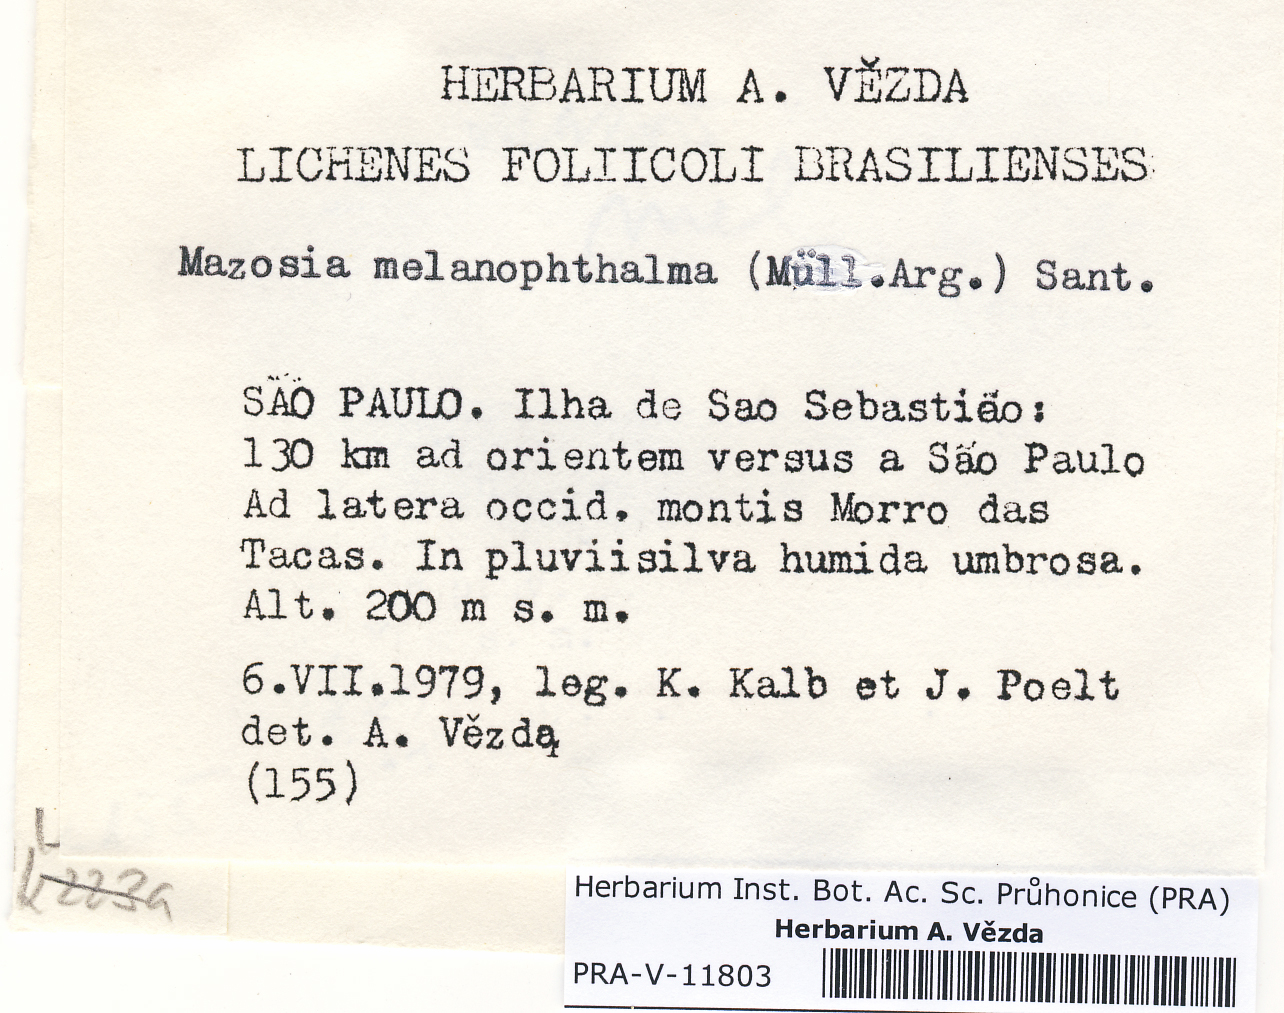 HERBARIUM A. VĚZDA
LICHENES FOLIICOLI BRASILIENSES
Mazosia melanophthalma (Müll.Arg.) Sant.
SÃO PAULO. Ilha de Sao Sebastião:
130 km ad orientem versus a São Paulo
Ad latera occid. montis Morro das
Tacas. In pluviisilva humida umbrosa.
Alt. 200 m s. m.
6.VII.1979, leg. K. Kalb et J. Poelt
det. A. Vězda
(155)
Herbarium Inst. Bot. Ac. Sc. Průhonice (PRA)
Herbarium A. Vězda
PRA-V-11803